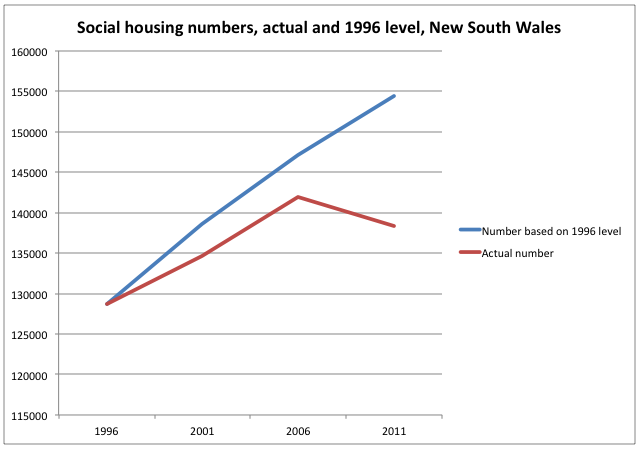 Social housing numbers, actual and 1996 level, New South Wales
160000
155000
150000
145000
140000
135000
130000
125000
120000
115000
1996 2001 2006 2011
Number based on 1996 level
Actual number